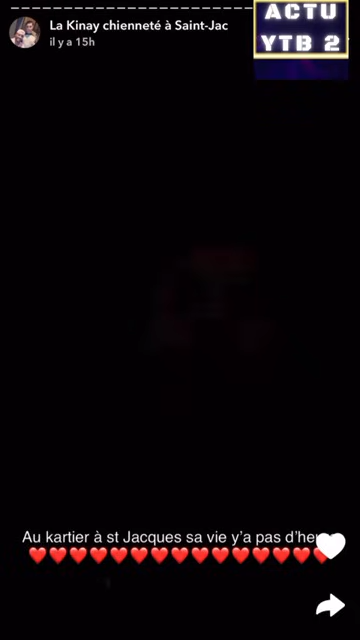 La Kinay chienneté à Saint-Jac
il y a 15h
ACTU
YTB 2
Au kartier à st Jacques sa vie y'a pas d'he
❤️❤️❤️❤️❤️❤️❤️❤️❤️❤️❤️❤️❤️❤️❤️